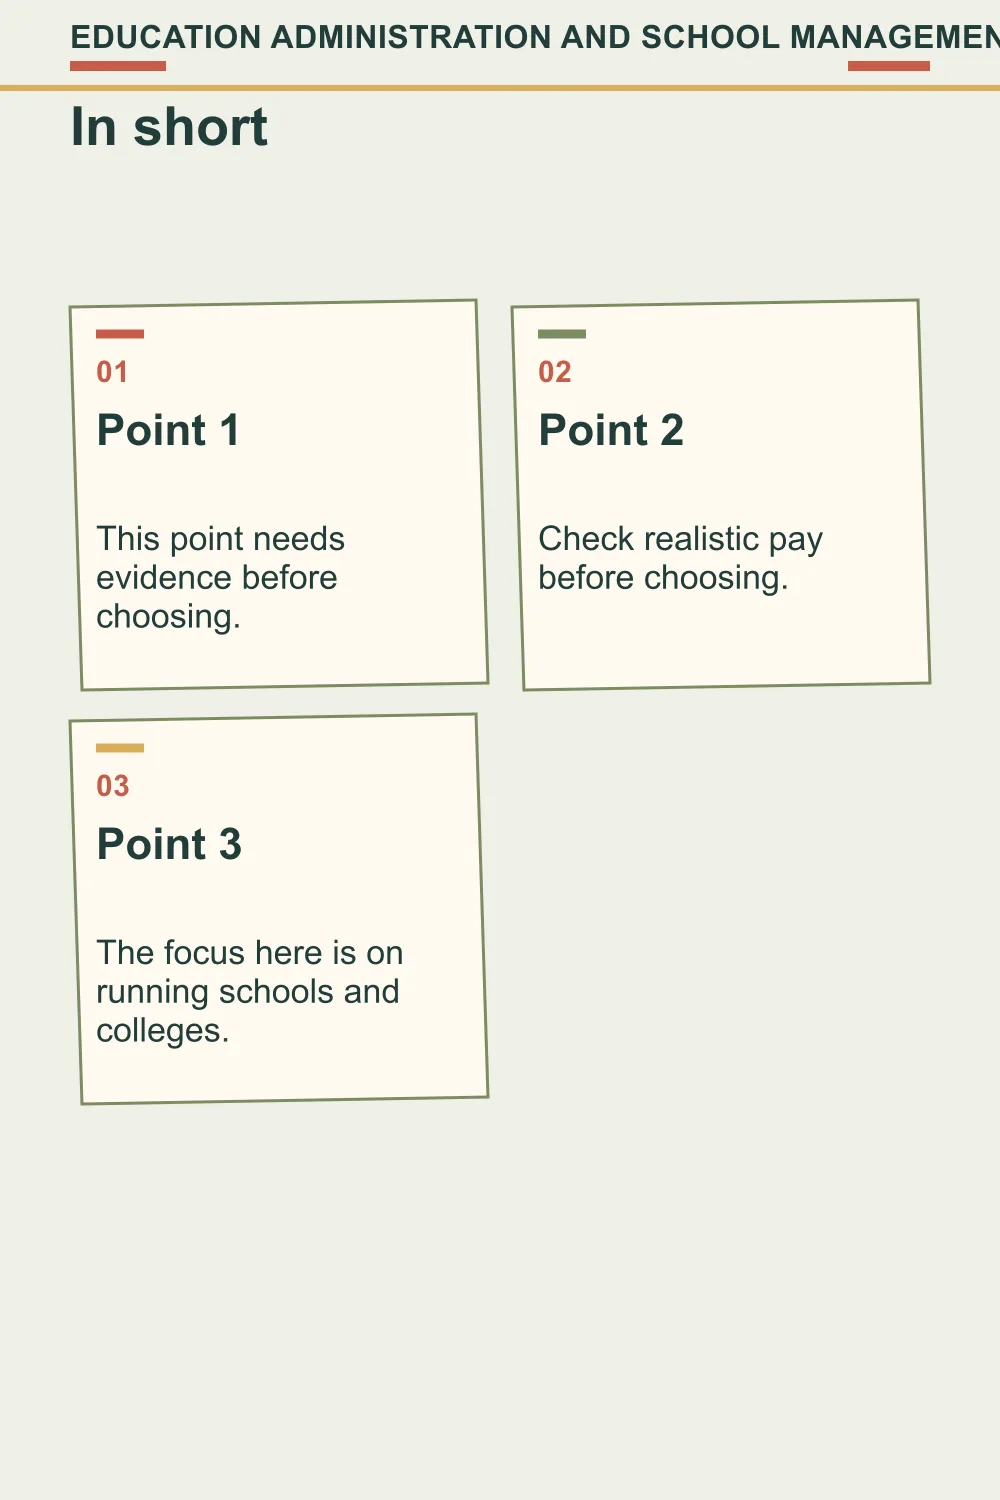 EDUCATION ADMINISTRATION AND SCHOOL MANAGEMEN
In short
01
Point 1
This point needs
evidence before
choosing.
02
Point 2
Check realistic pay
before choosing.
03
Point 3
The focus here is on
running schools and
colleges.